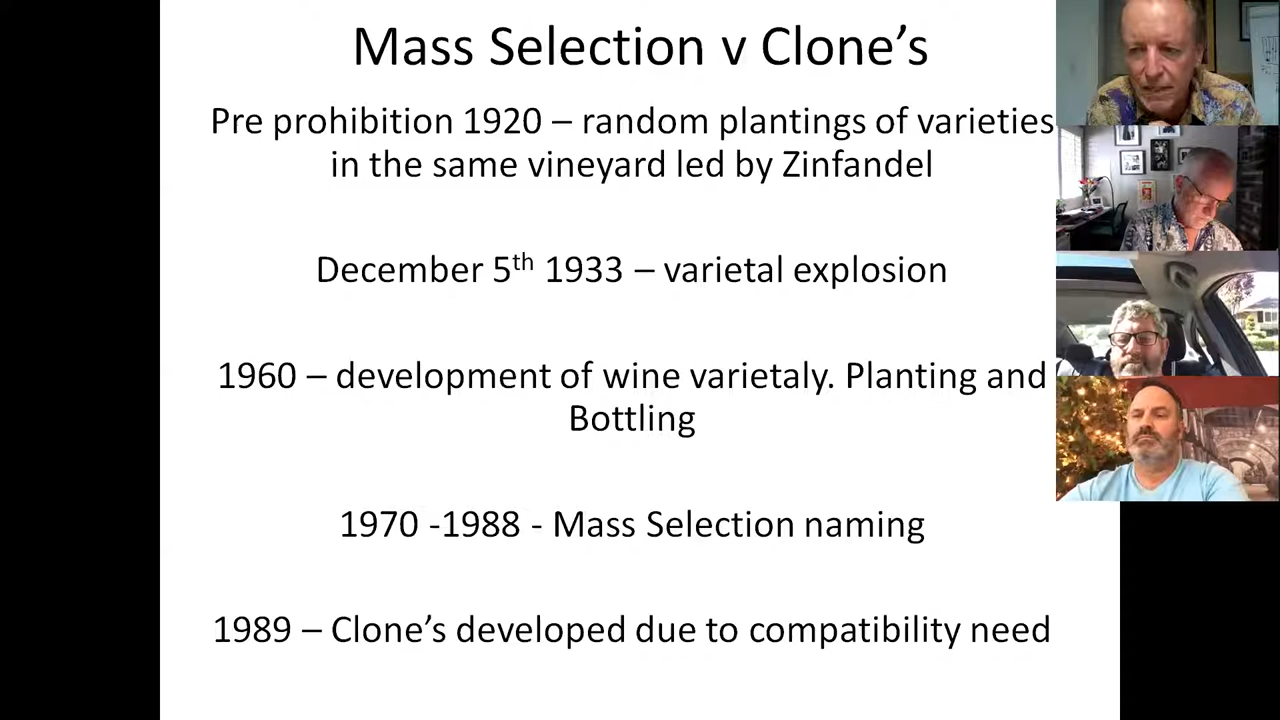 Mass Selection v Clone’s
Pre prohibition 1920 – random plantings of varieties
in the same vineyard led by Zinfandel
December 5th 1933 – varietal explosion
1960 – development of wine varietaly. Planting and
Bottling
1970 -1988 - Mass Selection naming
1989 – Clone’s developed due to compatibility need